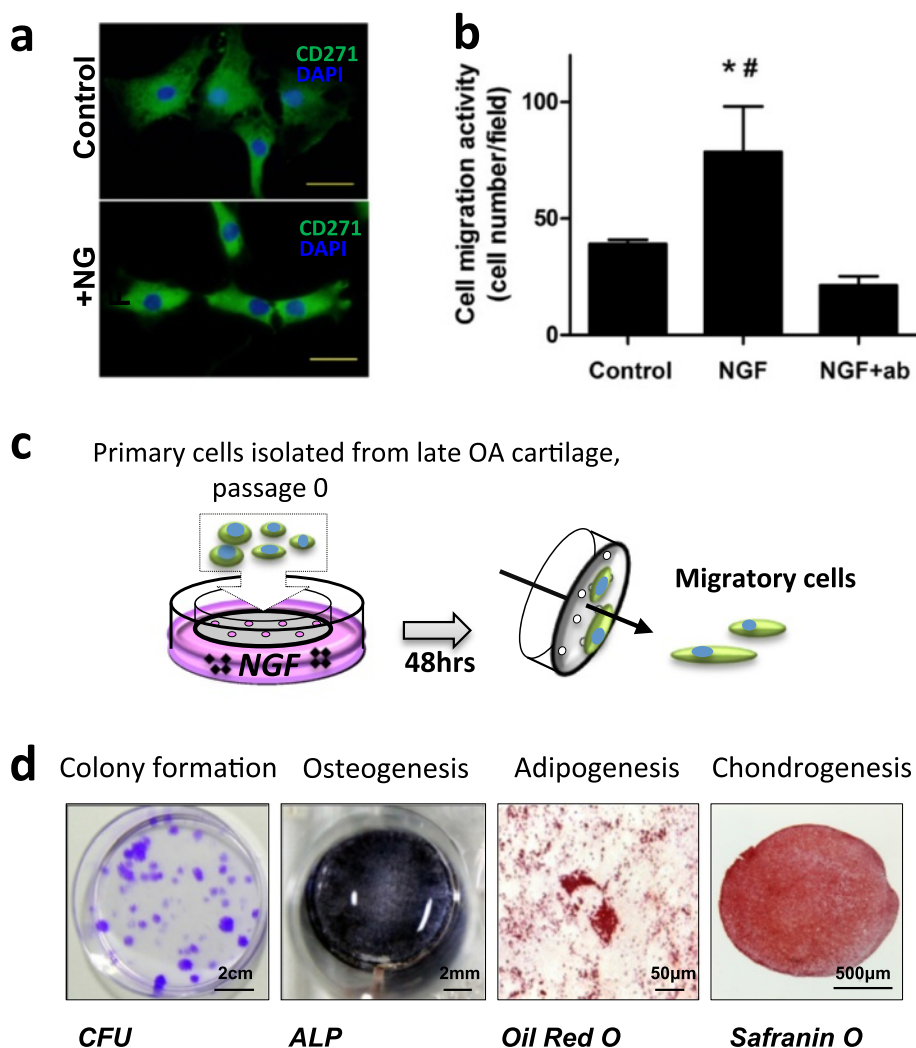 a
Control
CD271
DAPI
+NG
F
CD271
DAPI
b
Cell migration activity
(cell number/field)
100
50
0
* #
Control NGF NGF+ab
c
Primary cells isolated from late OA cartilage,
passage 0
NGF
48hrs
Migratory cells
d
Colony formation Osteogenesis Adipogenesis Chondrogenesis
2cm 2mm 50μm 500μm
CFU ALP Oil Red O Safranin O